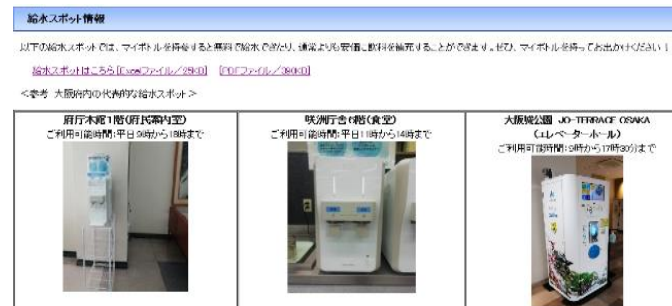 給水スポット情報
以下の給水スポットでは、マイボトルを持参すると無料で給水できたり、通常よりも安価に飲料を補充することができます。ぜひ、マイボトルを持ってお出かけください!
給水スポットはこちら[Excelファイル/25KB] [PDFファイル/390KB]
<参考 大阪府内の代表的な給水スポット>
府庁本館1階(府民案内室)
ご利用可能時間:平日9時から18時まで
咲洲庁舎6階(食堂)
ご利用可能時間:平日11時から14時まで
大阪城公園 JO-TERRACE OSAKA
(エレベーターホール)
ご利用可能時間:9時から17時30分まで